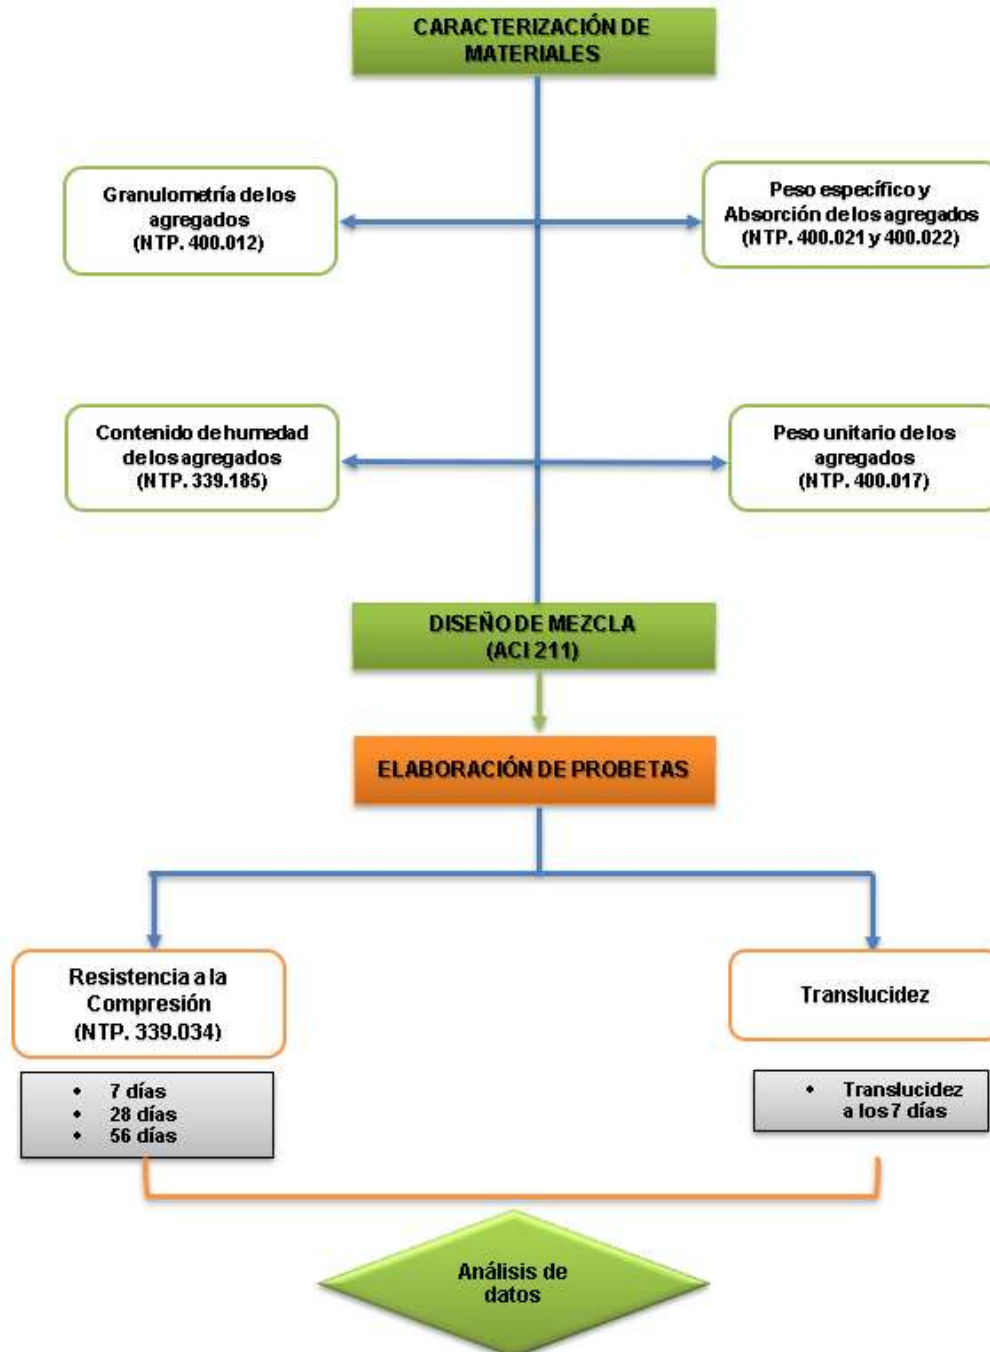 CARACTERIZACIÓN DE
MATERIALES
Granulometría de los
agregados
(NTP. 400.012)
Peso específico y
Absorción de los agregados
(NTP. 400.021 y 400.022)
Contenido de humedad
de los agregados
(NTP. 339.185)
Peso unitario de los
agregados
(NTP. 400.017)
DISEÑO DE MEZCLA
(ACI 211)
ELABORACIÓN DE PROBETAS
Resistencia a la
Compresión
(NTP. 339.034)
Translucidez
• 7 días
• 28 días
• 56 días
• Translucidez
a los 7 días
Análisis de
datos